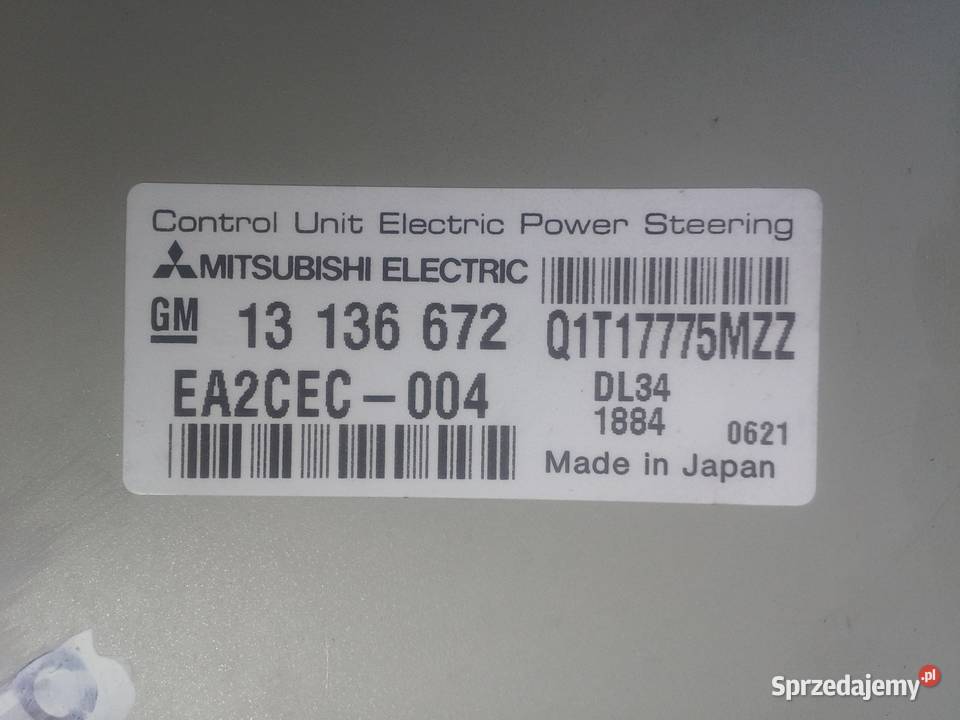 Control Unit Electric Power Steering
MITSUBISHI ELECTRIC
GM 13 136 672
Q1T17775MZZ
EA2CEC-004
DL34
1884 0621
Made in Japan
Sprzedajemy.pl